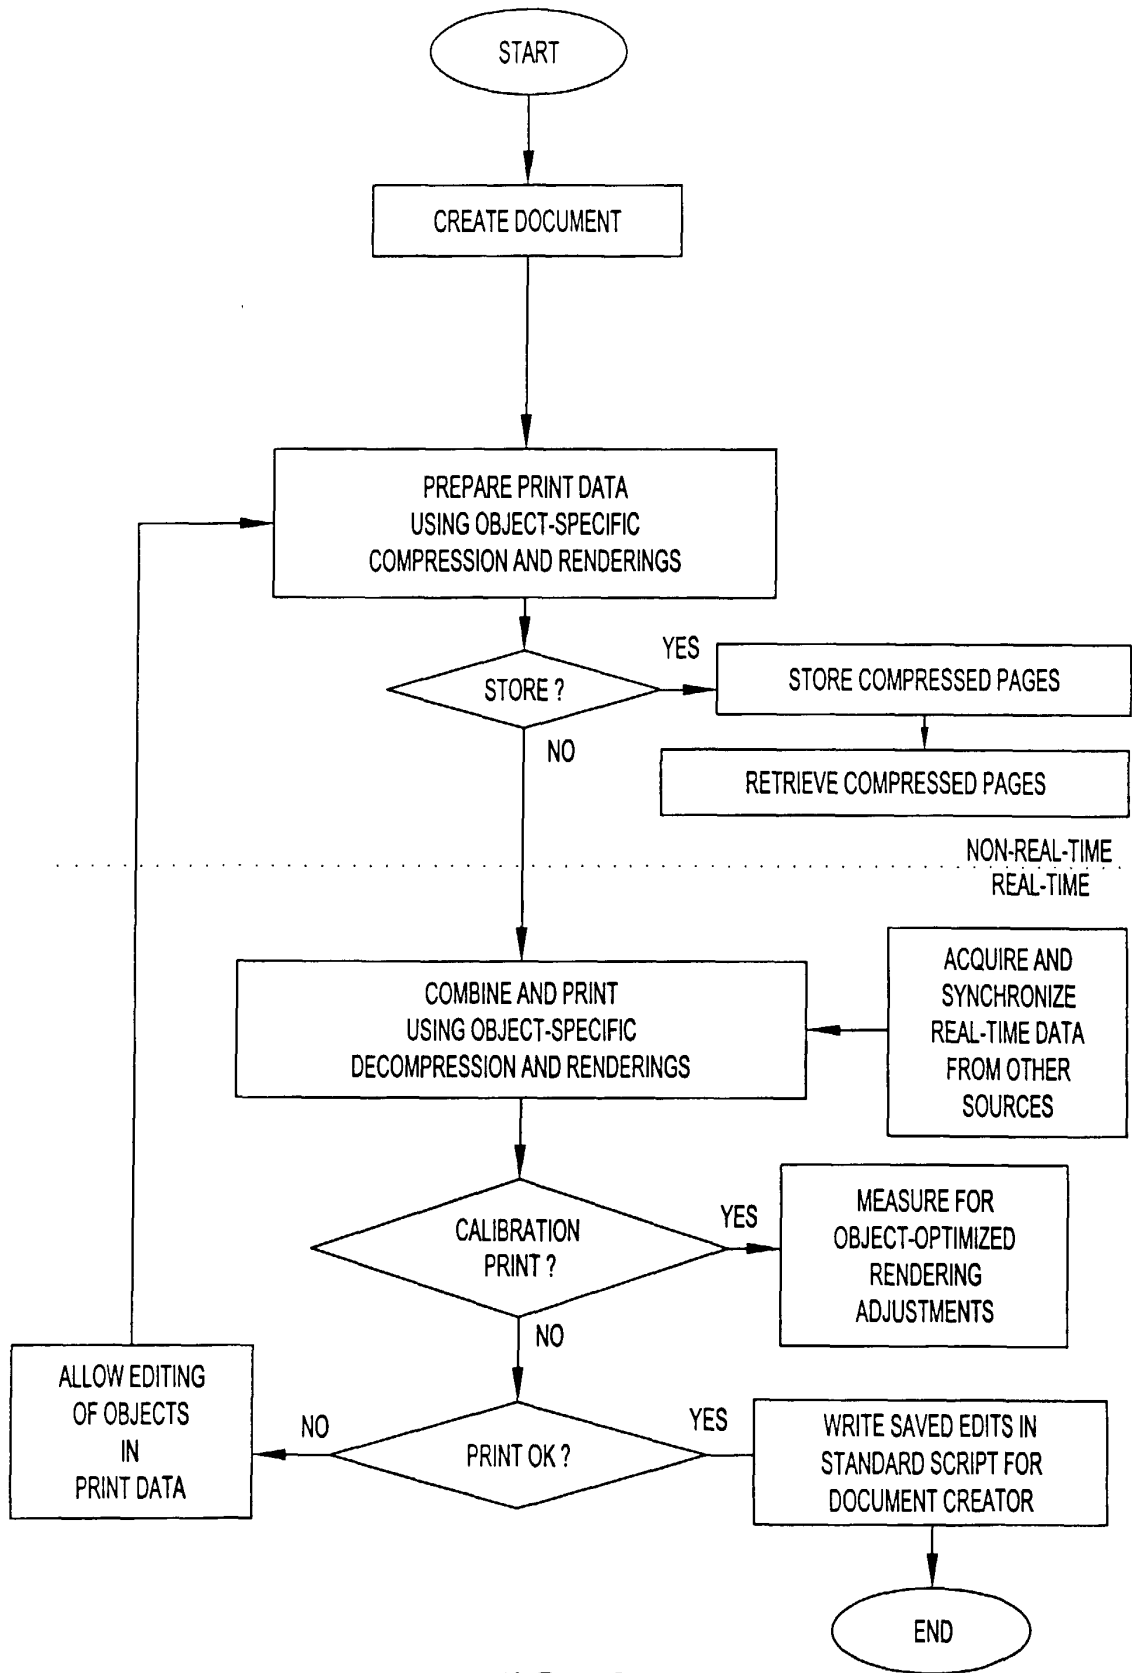 START
CREATE DOCUMENT
PREPARE PRINT DATA
USING OBJECT-SPECIFIC
COMPRESSION AND RENDERINGS
STORE ?
YES
STORE COMPRESSED PAGES
NO
RETRIEVE COMPRESSED PAGES
NON-REAL-TIME
REAL-TIME
COMBINE AND PRINT
USING OBJECT-SPECIFIC
DECOMPRESSION AND RENDERINGS
ACQUIRE AND
SYNCHRONIZE
REAL-TIME DATA
FROM OTHER
SOURCES
CALIBRATION
PRINT ?
YES
MEASURE FOR
OBJECT-OPTIMIZED
RENDERING
ADJUSTMENTS
NO
ALLOW EDITING
OF OBJECTS
IN
PRINT DATA
NO
PRINT OK ?
YES
WRITE SAVED EDITS IN
STANDARD SCRIPT FOR
DOCUMENT CREATOR
END